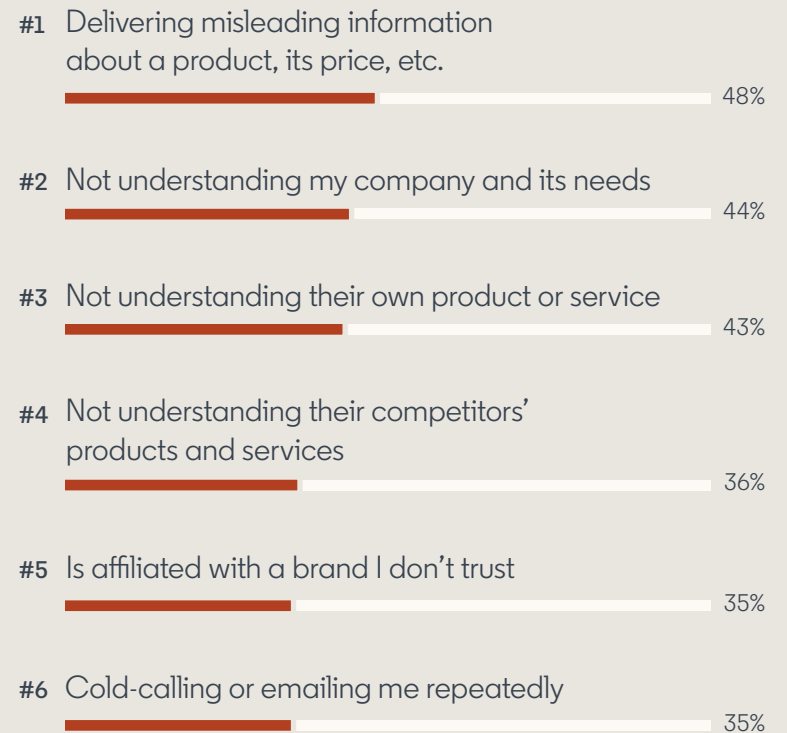 #1 Delivering misleading information
about a product, its price, etc.
48%
#2 Not understanding my company and its needs
44%
#3 Not understanding their own product or service
43%
#4 Not understanding their competitors’
products and services
36%
#5 Is affiliated with a brand I don’t trust
35%
#6 Cold-calling or emailing me repeatedly
35%